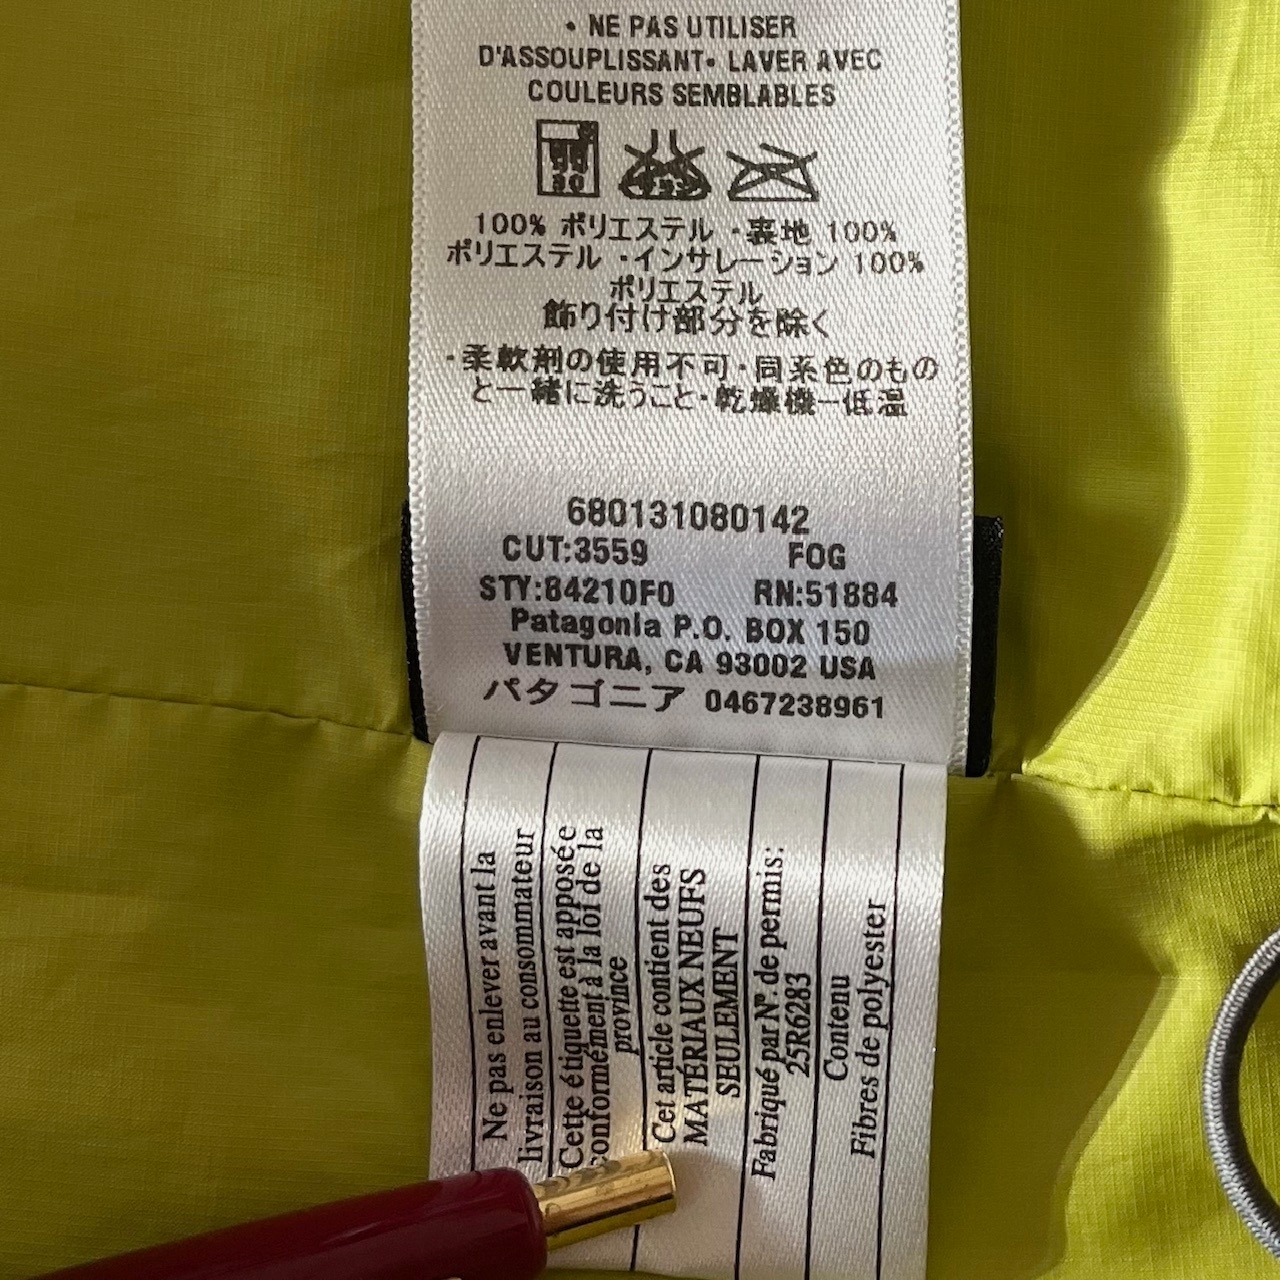 • NE PAS UTILISER
D'ASSOUPLISSANT• LAVER AVEC
COULEURS SEMBLABLES
30
100% ポリエステル ・裏地 100%
ポリエステル ・インサレーション 100%
ポリエステル
飾り付け部分を除く
・柔軟剤の使用不可・同系色のもの
と一緒に洗うこと・乾燥機ー低温
680131080142
CUT:3559 FOG
STY:84210F0 RN:51884
Patagonia P.O. BOX 150
VENTURA, CA 93002 USA
パタゴニア 0467238961
Ne pas enlever avant la
livraison au consommateur
Cette étiquette est apposée
conformément à la loi de la
province
Cet article contient des
MATÉRIAUX NEUFS
SEULEMENT
Fabriqué par Nº. de permis:
25R6283
Contenu
Fibres de polyester